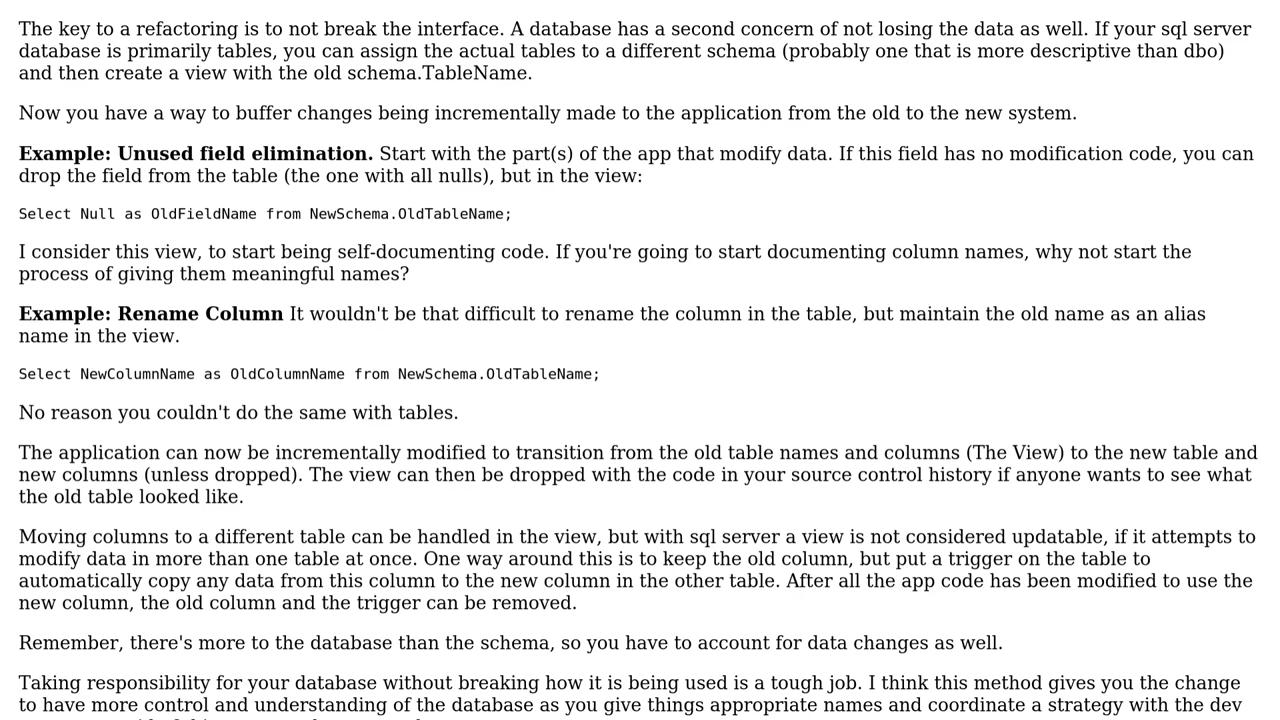 The key to a refactoring is to not break the interface. A database has a second concern of not losing the data as well. If your sql server
database is primarily tables, you can assign the actual tables to a different schema (probably one that is more descriptive than dbo)
and then create a view with the old schema.TableName.
Now you have a way to buffer changes being incrementally made to the application from the old to the new system.
Example: Unused field elimination. Start with the part(s) of the app that modify data. If this field has no modification code, you can
drop the field from the table (the one with all nulls), but in the view:
Select Null as OldFieldName from NewSchema.OldTableName;
I consider this view, to start being self-documenting code. If you're going to start documenting column names, why not start the
process of giving them meaningful names?
Example: Rename Column It wouldn't be that difficult to rename the column in the table, but maintain the old name as an alias
name in the view.
Select NewColumnName as OldColumnName from NewSchema.OldTableName;
No reason you couldn't do the same with tables.
The application can now be incrementally modified to transition from the old table names and columns (The View) to the new table and
new columns (unless dropped). The view can then be dropped with the code in your source control history if anyone wants to see what
the old table looked like.
Moving columns to a different table can be handled in the view, but with sql server a view is not considered updatable, if it attempts to
modify data in more than one table at once. One way around this is to keep the old column, but put a trigger on the table to
automatically copy any data from this column to the new column in the other table. After all the app code has been modified to use the
new column, the old column and the trigger can be removed.
Remember, there's more to the database than the schema, so you have to account for data changes as well.
Taking responsibility for your database without breaking how it is being used is a tough job. I think this method gives you the change
to have more control and understanding of the database as you give things appropriate names and coordinate a strategy with the dev